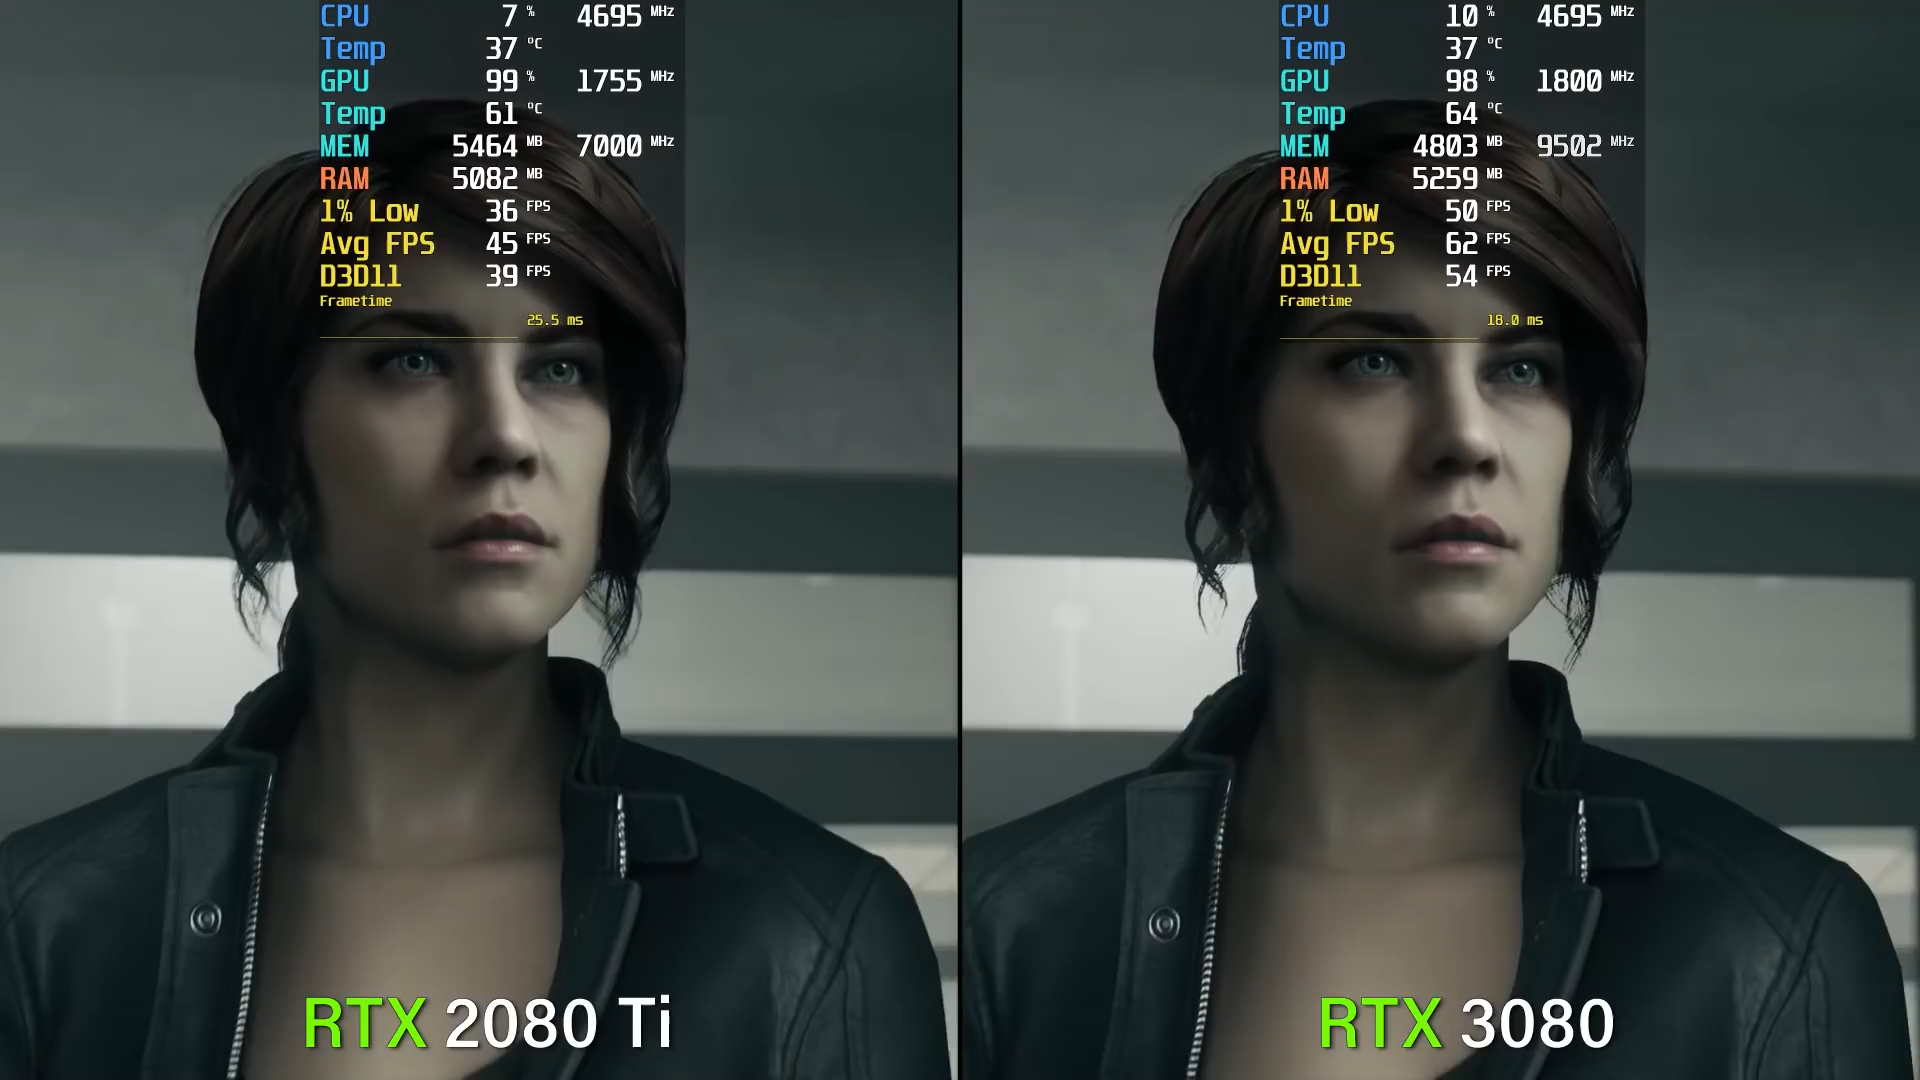 CPU 7 % 4695 MHz
Temp 37 °C
GPU 99 % 1755 MHz
Temp 61 °C
MEM 5464 MB 7000 MHz
RAM 5082 MB
1% Low 36 FPS
Avg FPS 45 FPS
D3D11 39 FPS
Frametime
25.5 ms
RTX 2080 Ti
CPU 10 % 4695 MHz
Temp 37 °C
GPU 98 % 1800 MHz
Temp 64 °C
MEM 4803 MB 9502 MHz
RAM 5259 MB
1% Low 50 FPS
Avg FPS 62 FPS
D3D11 54 FPS
Frametime
18.0 ms
RTX 3080